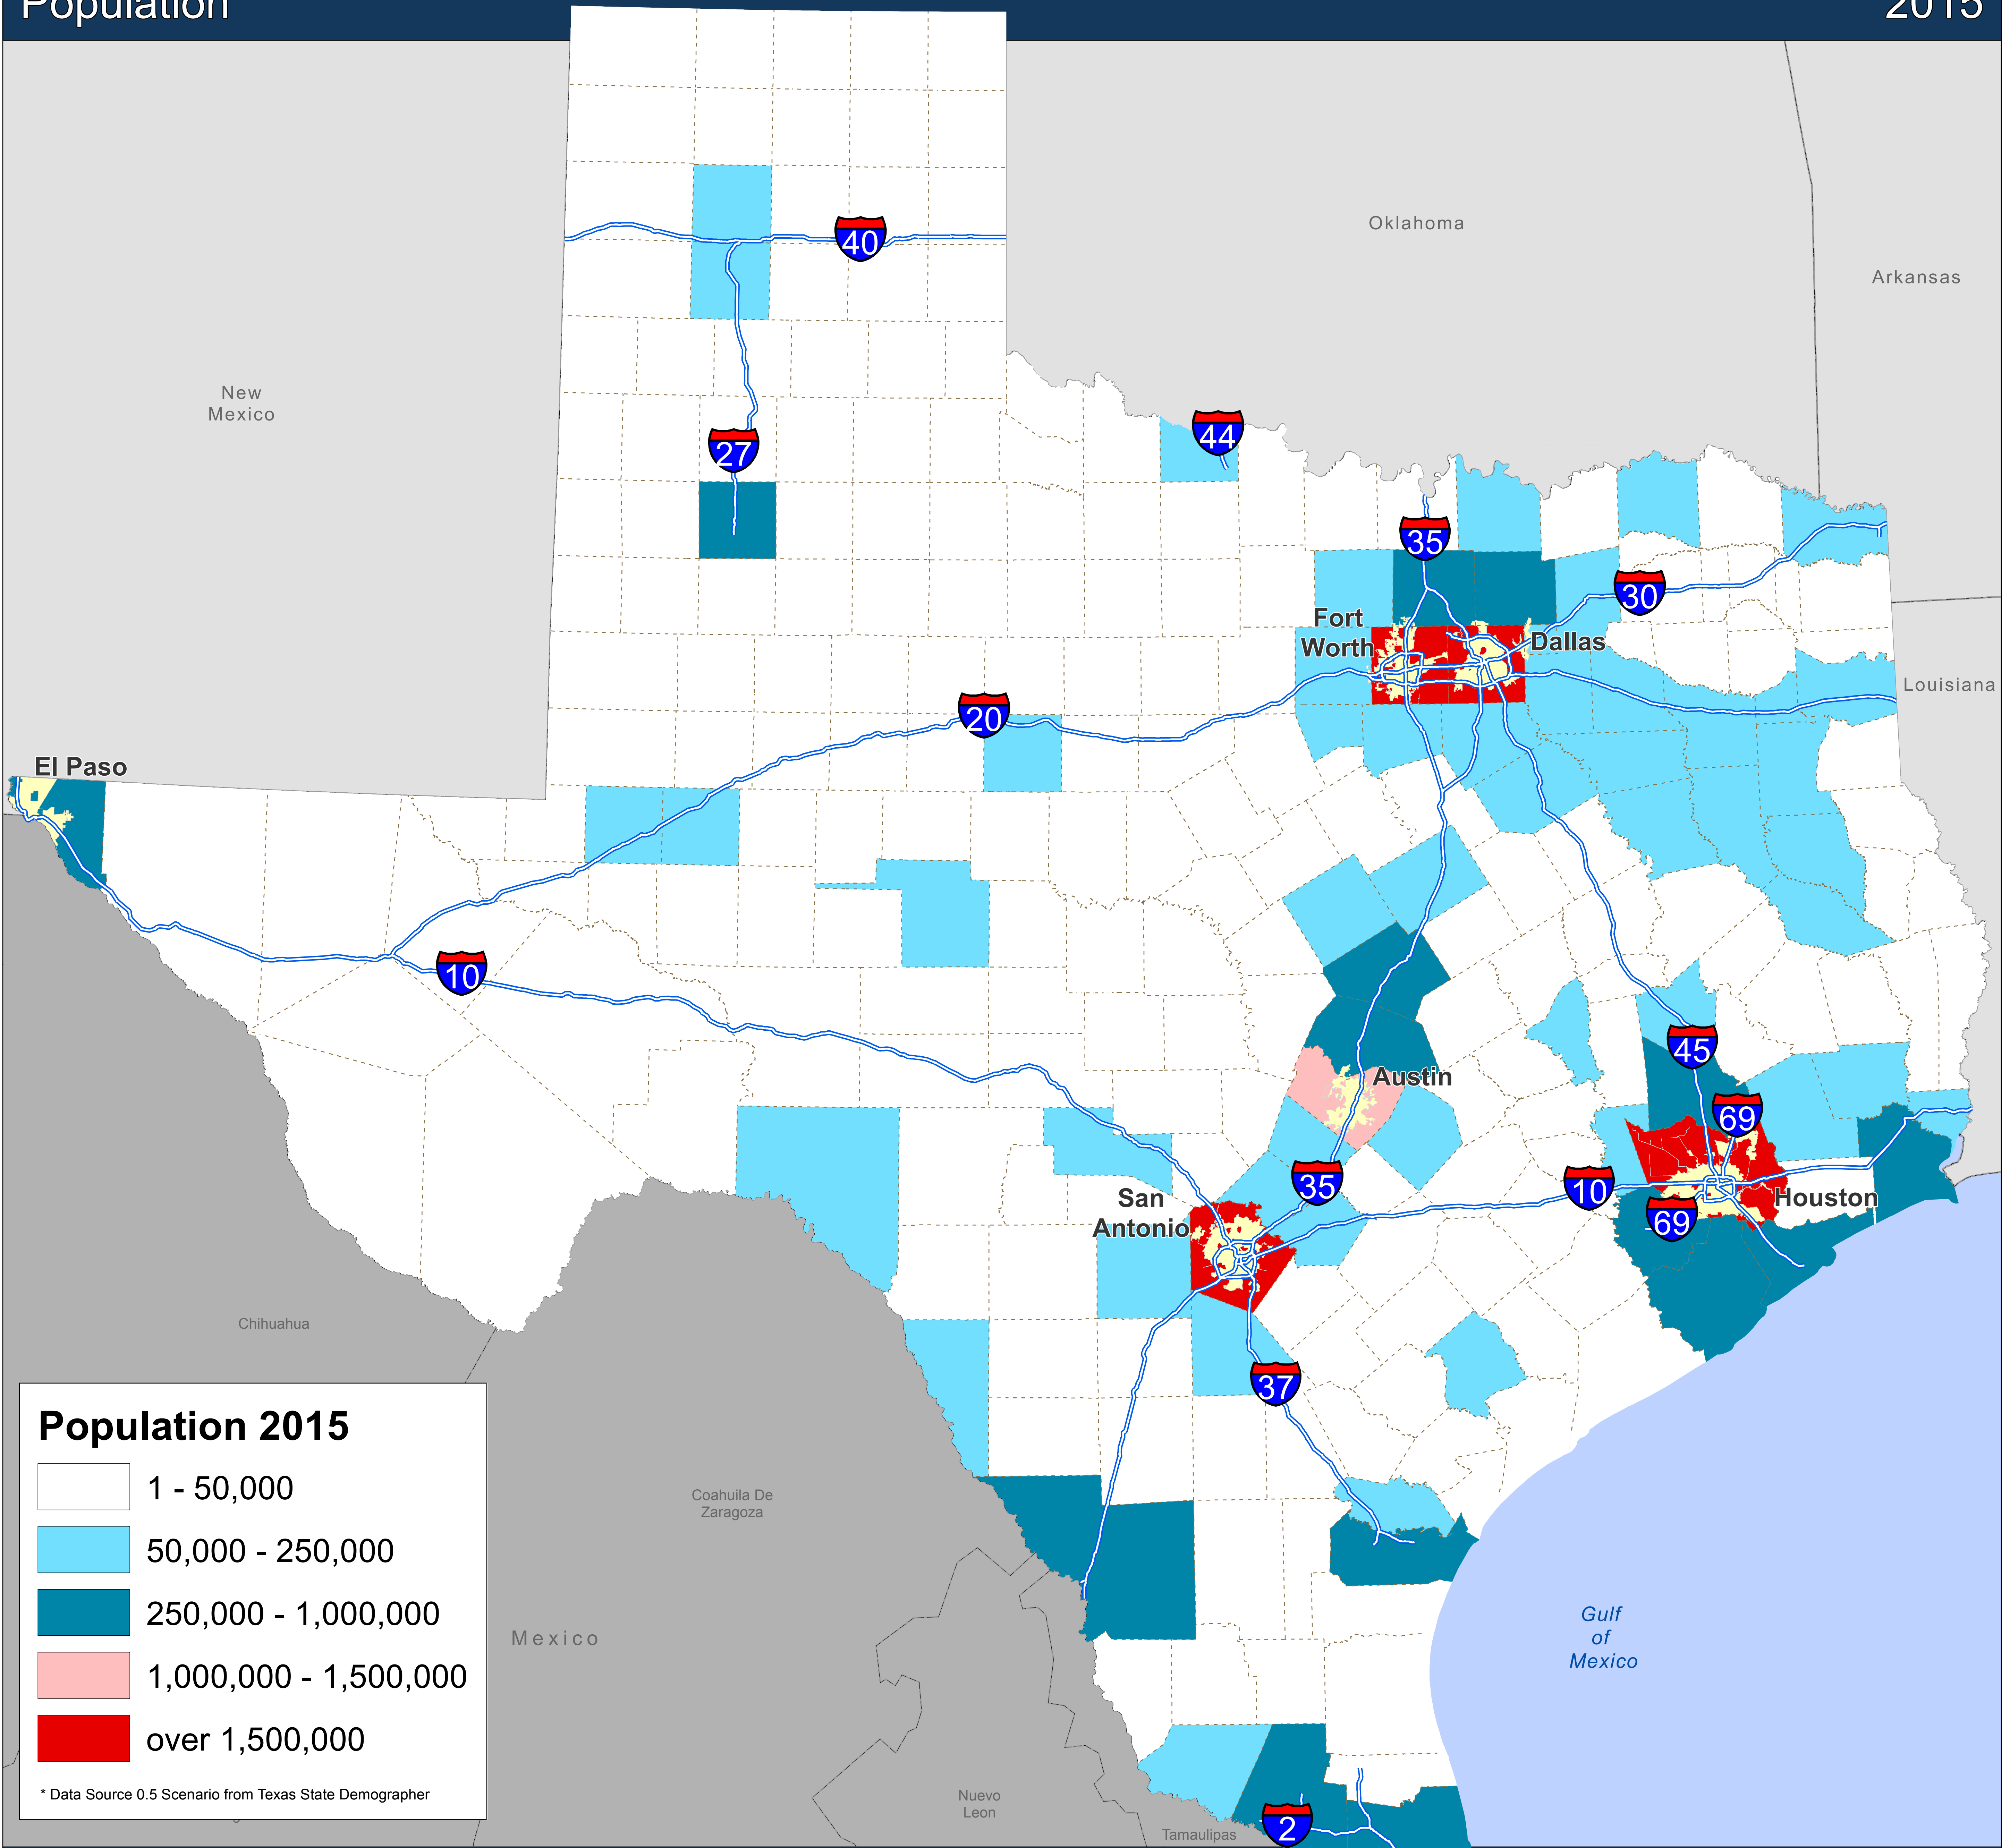 Population
2015
Oklahoma
Arkansas
40
New
Mexico
44
27
35
30
Fort
Worth
Dallas
Louisiana
20
El Paso
10
45
Austin
69
35
10
San
Antonio
Houston
69
Chihuahua
37
Coahuila De
Zaragoza
Gulf
of
Mexico
Mexico
Nuevo
Leon
Tamaulipas
2
Population 2015
1 - 50,000
50,000 - 250,000
250,000 - 1,000,000
1,000,000 - 1,500,000
over 1,500,000
* Data Source 0.5 Scenario from Texas State Demographer